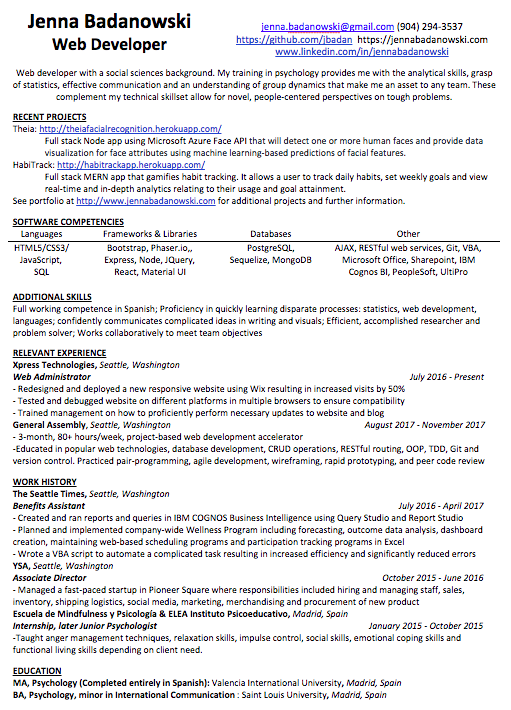 Jenna Badanowski
Web Developer
jenna.badanowski@gmail.com (904) 294-3537
https://github.com/jbadan https://jennabadanowski.com
www.linkedin.com/in/jennabadanowski
Web developer with a social sciences background. My training in psychology provides me with the analytical skills, grasp
of statistics, effective communication and an understanding of group dynamics that make me an asset to any team. These
complement my technical skillset allow for novel, people-centered perspectives on tough problems.
RECENT PROJECTS
Theia: http://theiafacialrecognition.herokuapp.com/
Full stack Node app using Microsoft Azure Face API that will detect one or more human faces and provide data
visualization for face attributes using machine learning-based predictions of facial features.
HabiTrack: http://habitrackapp.herokuapp.com/
Full stack MERN app that gamifies habit tracking. It allows a user to track daily habits, set weekly goals and view
real-time and in-depth analytics relating to their usage and goal attainment.
See portfolio at http://www.jennabadanowski.com for additional projects and further information.
SOFTWARE COMPETENCIES
Languages Frameworks & Libraries Databases Other
HTML5/CSS3/ Bootstrap, Phaser.io,, PostgreSQL, AJAX, RESTful web services, Git, VBA,
JavaScript, Express, Node, JQuery, Sequelize, MongoDB Microsoft Office, Sharepoint, IBM
SQL React, Material UI Cognos BI, PeopleSoft, UltiPro
ADDITIONAL SKILLS
Full working competence in Spanish; Proficiency in quickly learning disparate processes: statistics, web development,
languages; confidently communicates complicated ideas in writing and visuals; Efficient, accomplished researcher and
problem solver; Works collaboratively to meet team objectives
RELEVANT EXPERIENCE
Xpress Technologies, Seattle, Washington
Web Administrator July 2016 - Present
- Redesigned and deployed a new responsive website using Wix resulting in increased visits by 50%
- Tested and debugged website on different platforms in multiple browsers to ensure compatibility
- Trained management on how to proficiently perform necessary updates to website and blog
General Assembly, Seattle, Washington August 2017 - November 2017
- 3-month, 80+ hours/week, project-based web development accelerator
-Educated in popular web technologies, database development, CRUD operations, RESTful routing, OOP, TDD, Git and
version control. Practiced pair-programming, agile development, wireframing, rapid prototyping, and peer code review
WORK HISTORY
The Seattle Times, Seattle, Washington
Benefits Assistant July 2016 - April 2017
- Created and ran reports and queries in IBM COGNOS Business Intelligence using Query Studio and Report Studio
- Planned and implemented company-wide Wellness Program including forecasting, outcome data analysis, dashboard
creation, maintaining web-based scheduling programs and participation tracking programs in Excel
- Wrote a VBA script to automate a complicated task resulting in increased efficiency and significantly reduced errors
YSA, Seattle, Washington
Associate Director October 2015 - June 2016
- Managed a fast-paced startup in Pioneer Square where responsibilities included hiring and managing staff, sales,
inventory, shipping logistics, social media, marketing, merchandising and procurement of new product
Escuela de Mindfulness y Psicología & ELEA Instituto Psicoeducativo, Madrid, Spain
Internship, later Junior Psychologist January 2015 - October 2015
-Taught anger management techniques, relaxation skills, impulse control, social skills, emotional coping skills and
functional living skills depending on client need.
EDUCATION
MA, Psychology (Completed entirely in Spanish): Valencia International University, Madrid, Spain
BA, Psychology, minor in International Communication : Saint Louis University, Madrid, Spain